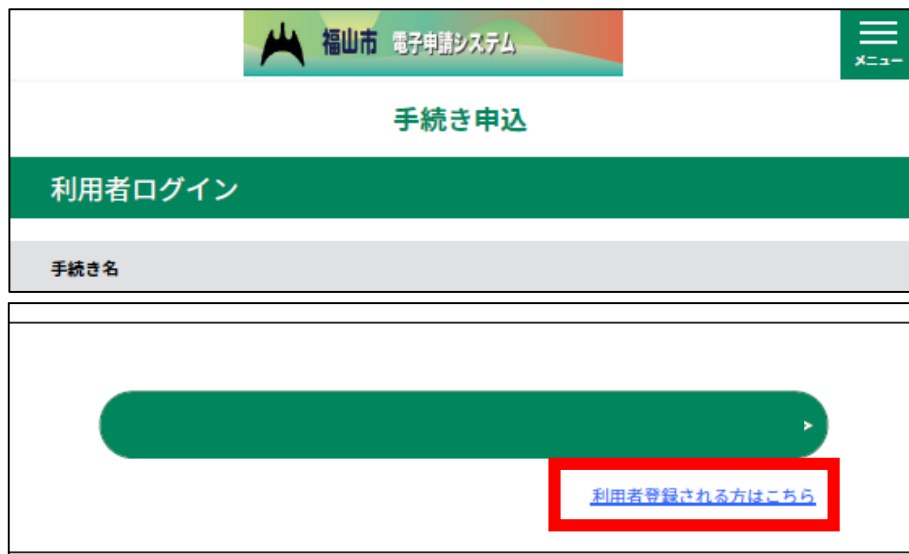 福山市 電子申請システム
メニュー
手続き申込
利用者ログイン
手続き名
利用者登録される方はこちら